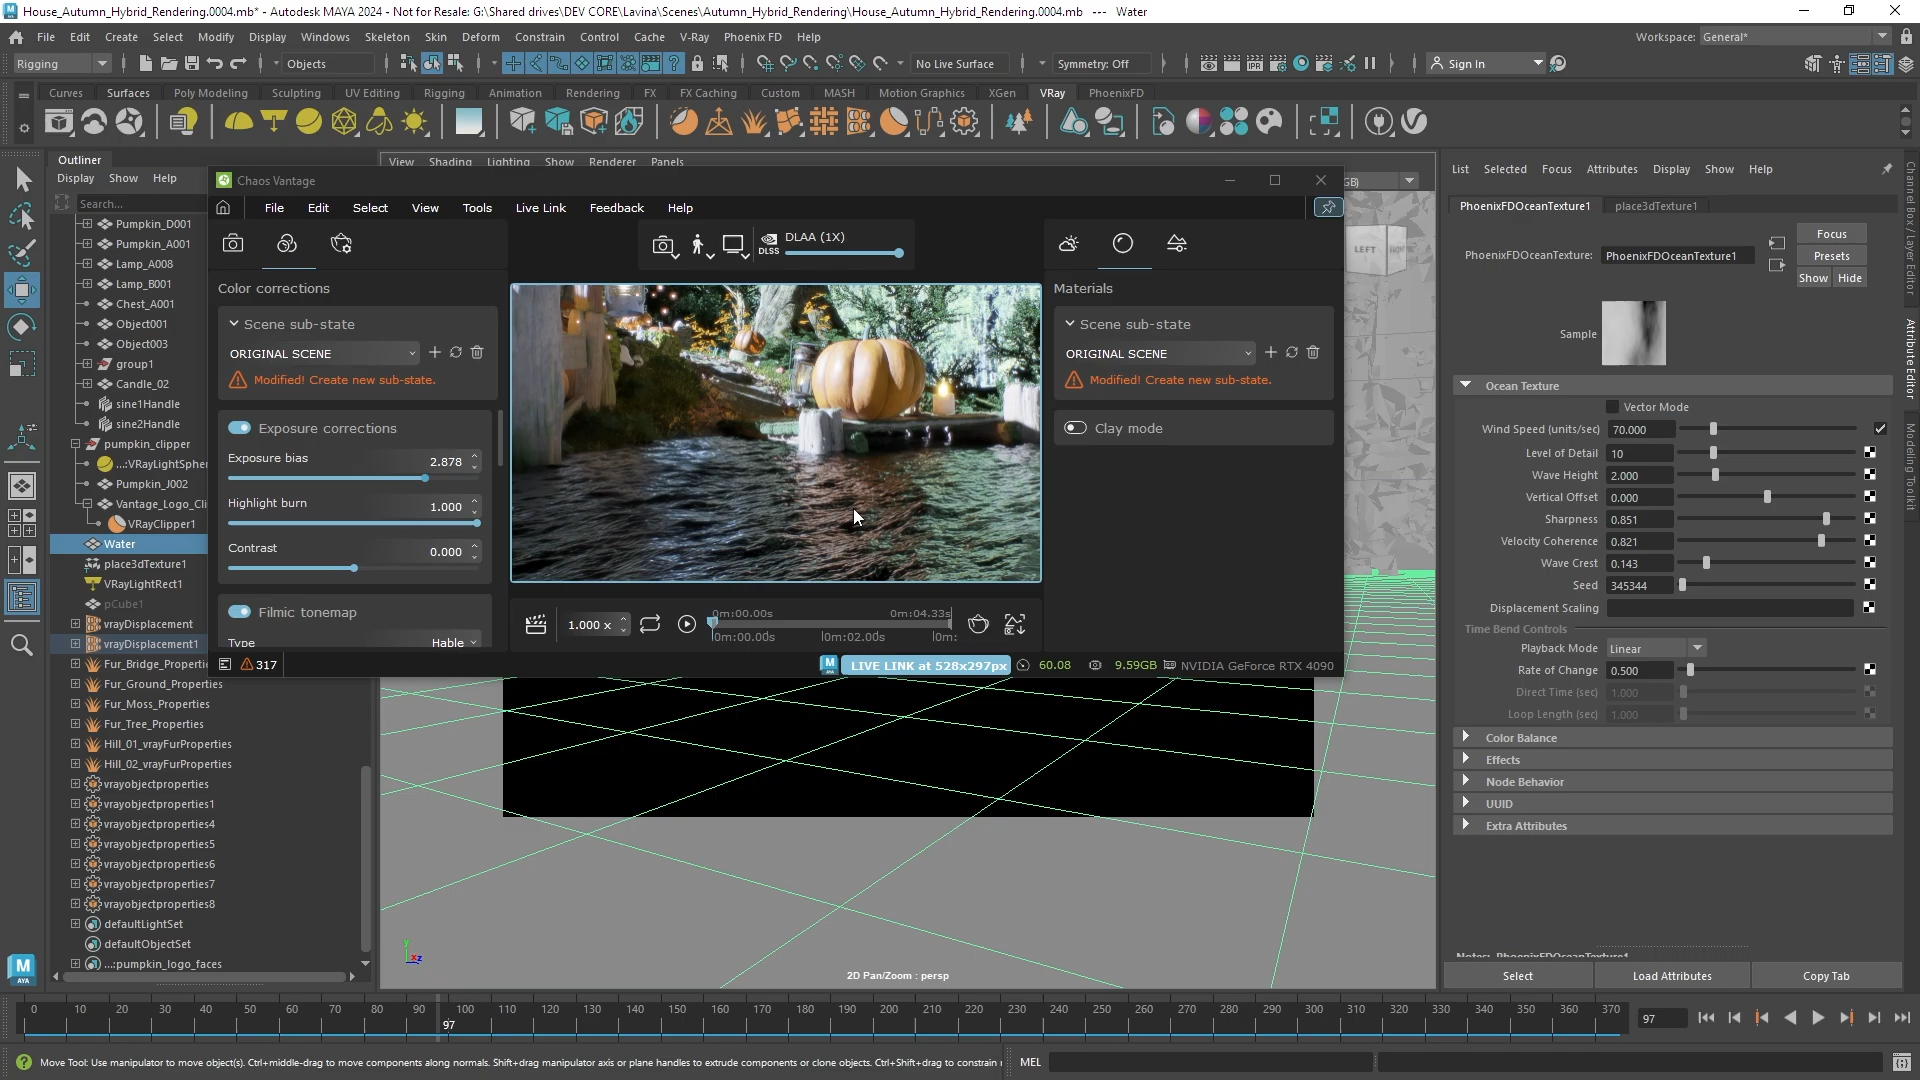 House_Autumn_Hybrid_Rendering.0004.mb* - Autodesk MAYA 2024 - Not for Resale: G:\Shared drives\DEV CORE\Lavina\Scenes\Autumn_Hybrid_Rendering\House_Autumn_Hybrid_Rendering.0004.mb --- Water
File Edit Create Select Modify Display Windows Skeleton Skin Deform Constrain Control Cache V-Ray Phoenix FD Help
Workspace: General*
Rigging Objects No Live Surface Symmetry: Off Sign In
Curves Surfaces Poly Modeling Sculpting UV Editing Rigging Animation Rendering FX FX Caching Custom MASH Motion Graphics XGen VRay PhoenixFD
Outliner
Display Show Help
Search...
Pumpkin_D001
Pumpkin_A001
Lamp_A008
Lamp_B001
Chest_A001
Object001
Object003
group1
Candle_02
sine1Handle
sine2Handle
pumpkin_clipper
...:VRayLightSphe
Pumpkin_J002
Vantage_Logo_Cli
VRayClipper1
Water
place3dTexture1
VRayLightRect1
pCube1
vrayDisplacement
vrayDisplacement1
Fur_Bridge_Properti
Fur_Ground_Properties
Fur_Moss_Properties
Fur_Tree_Properties
Hill_01_vrayFurProperties
Hill_02_vrayFurProperties
vrayobjectproperties
vrayobjectproperties1
vrayobjectproperties4
vrayobjectproperties5
vrayobjectproperties6
vrayobjectproperties7
vrayobjectproperties8
defaultLightSet
defaultObjectSet
...:pumpkin_logo_faces
View Shading Lighting Show Renderer Panels
Chaos Vantage
File Edit Select View Tools Live Link Feedback Help
DLSS
DLAA (1X)
Color corrections
Scene sub-state
ORIGINAL SCENE
Modified! Create new sub-state.
Exposure corrections
Exposure bias 2.878
Highlight burn 1.000
Contrast 0.000
Filmic tonemap
Type Hable
1.000 x
0m:00.00s 0m:04.33s
0m:00.00s 0m:02.00s 0m:
Materials
Scene sub-state
ORIGINAL SCENE
Modified! Create new sub-state.
Clay mode
317
LIVE LINK at 528x297px 60.08 9.59GB NVIDIA GeForce RTX 4090
LEFT
2D Pan/Zoom : persp
List Selected Focus Attributes Display Show Help
PhoenixFDOceanTexture1 place3dTexture1
PhoenixFDOceanTexture: PhoenixFDOceanTexture1
Focus
Presets
Show Hide
Sample
Ocean Texture
Vector Mode
Wind Speed (units/sec) 70.000
Level of Detail 10
Wave Height 2.000
Vertical Offset 0.000
Sharpness 0.851
Velocity Coherence 0.821
Wave Crest 0.143
Seed 345344
Displacement Scaling
Time Bend Controls
Playback Mode Linear
Rate of Change 0.500
Direct Time (sec) 1.000
Loop Length (sec) 1.000
Color Balance
Effects
Node Behavior
UUID
Extra Attributes
Notes: PhoenixFDOceanTexture1
Select Load Attributes Copy Tab
Channel Box / Layer Editor
Attribute Editor
Modeling Toolkit
0 10 20 30 40 50 60 70 80 90 100 110 120 130 140 150 160 170 180 190 200 210 220 230 240 250 260 270 280 290 300 310 320 330 340 350 360 370
97
97
Move Tool: Use manipulator to move object(s). Ctrl+middle-drag to move components along normals. Shift+drag manipulator axis or plane handles to extrude components or clone objects. Ctrl+Shift+drag to constrain
MEL